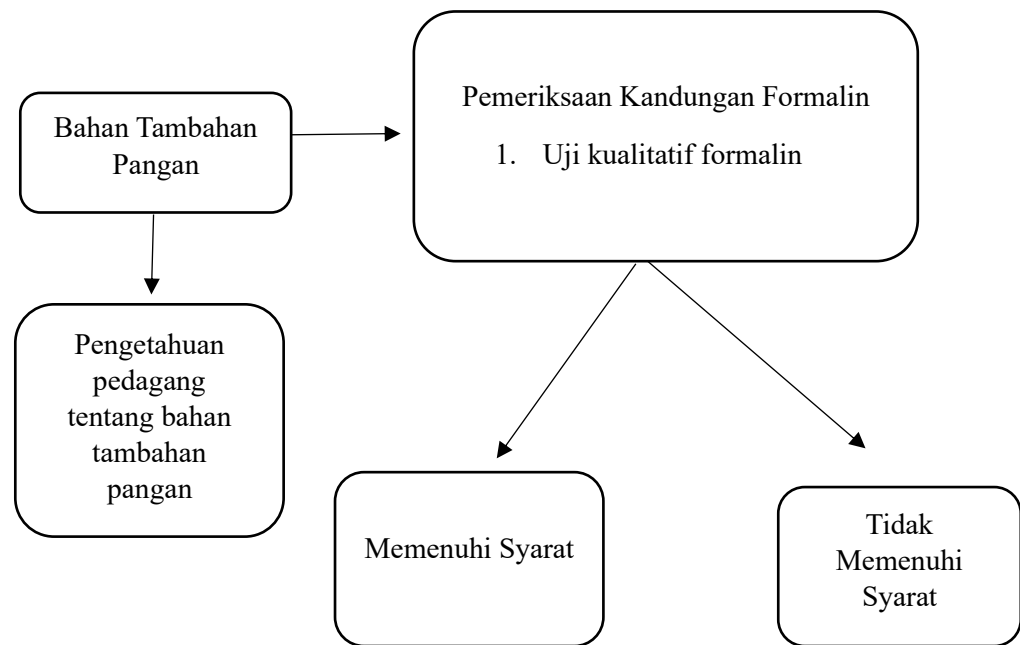 Pemeriksaan Kandungan Formalin
1. Uji kualitatif formalin
Bahan Tambahan
Pangan
Pengetahuan
pedagang
tentang bahan
tambahan
pangan
Memenuhi Syarat
Tidak
Memenuhi
Syarat